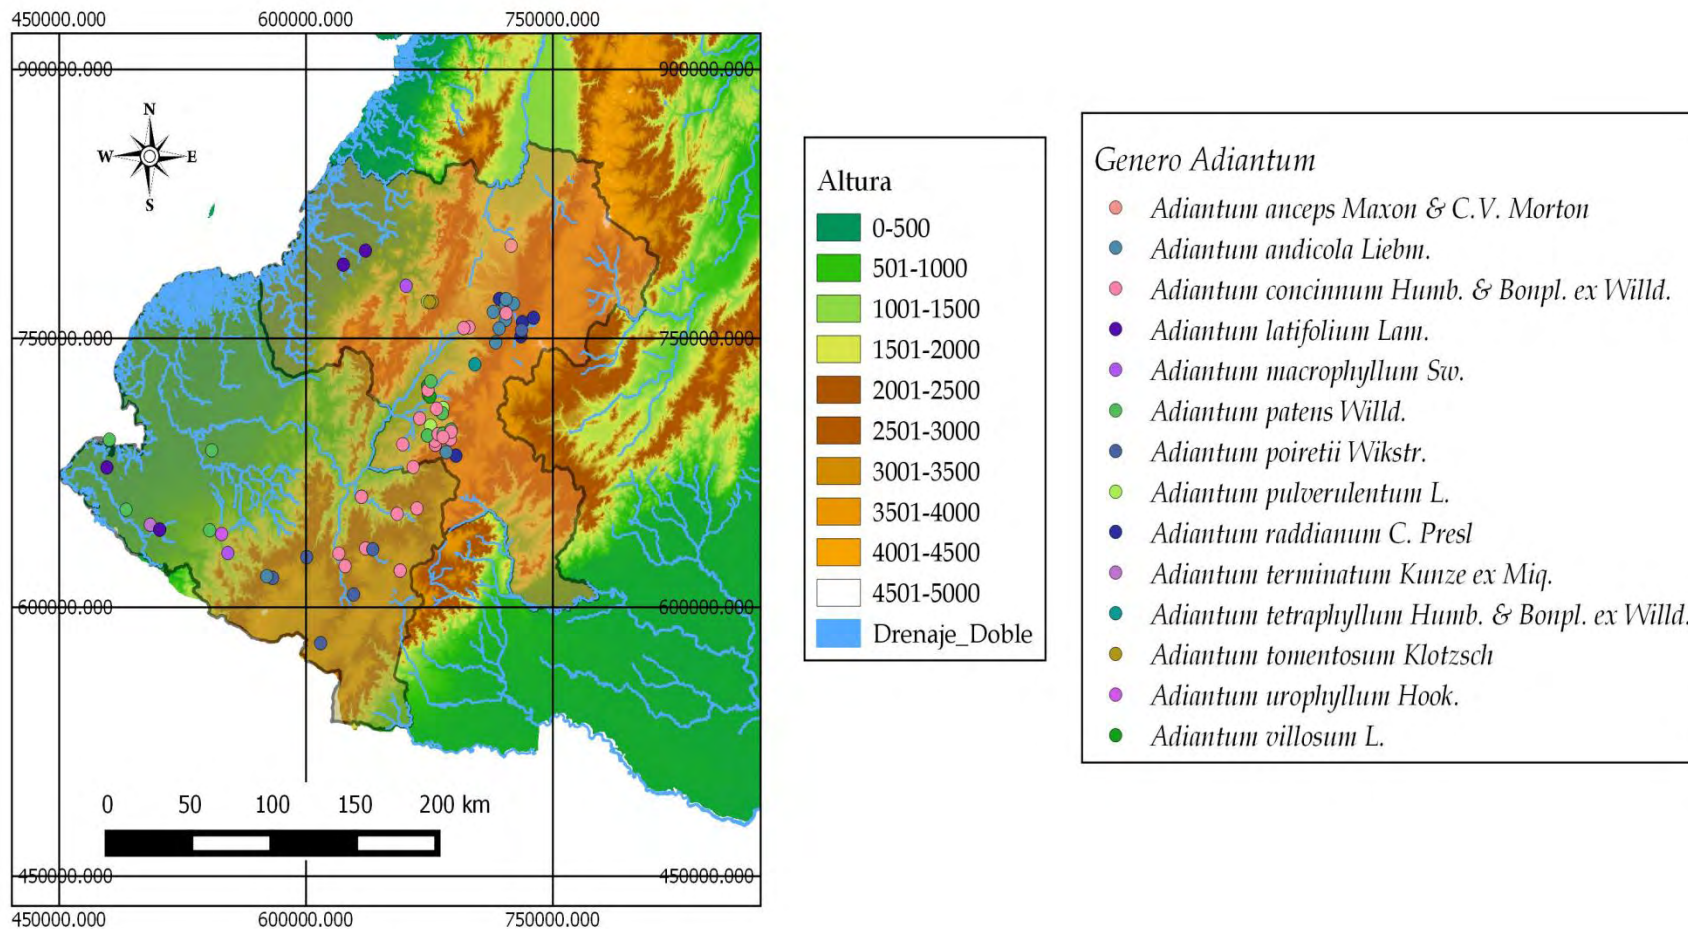 450000.000 600000.000 750000.000
900000.000 900000.000
N
W E
S
750000.000 750000.000
600000.000 600000.000
0 50 100 150 200 km
450000.000 450000.000
450000.000 600000.000 750000.000
Altura
0-500
501-1000
1001-1500
1501-2000
2001-2500
2501-3000
3001-3500
3501-4000
4001-4500
4501-5000
Drenaje_Doble
Genero Adiantum
Adiantum anceps Maxon & C.V. Morton
Adiantum andicola Liebm.
Adiantum concinnum Humb. & Bonpl. ex Willd.
Adiantum latifolium Lam.
Adiantum macrophyllum Sw.
Adiantum patens Willd.
Adiantum poiretii Wikstr.
Adiantum pulverulentum L.
Adiantum raddianum C. Presl
Adiantum terminatum Kunze ex Miq.
Adiantum tetraphyllum Humb. & Bonpl. ex Willd.
Adiantum tomentosum Klotzsch
Adiantum urophyllum Hook.
Adiantum villosum L.